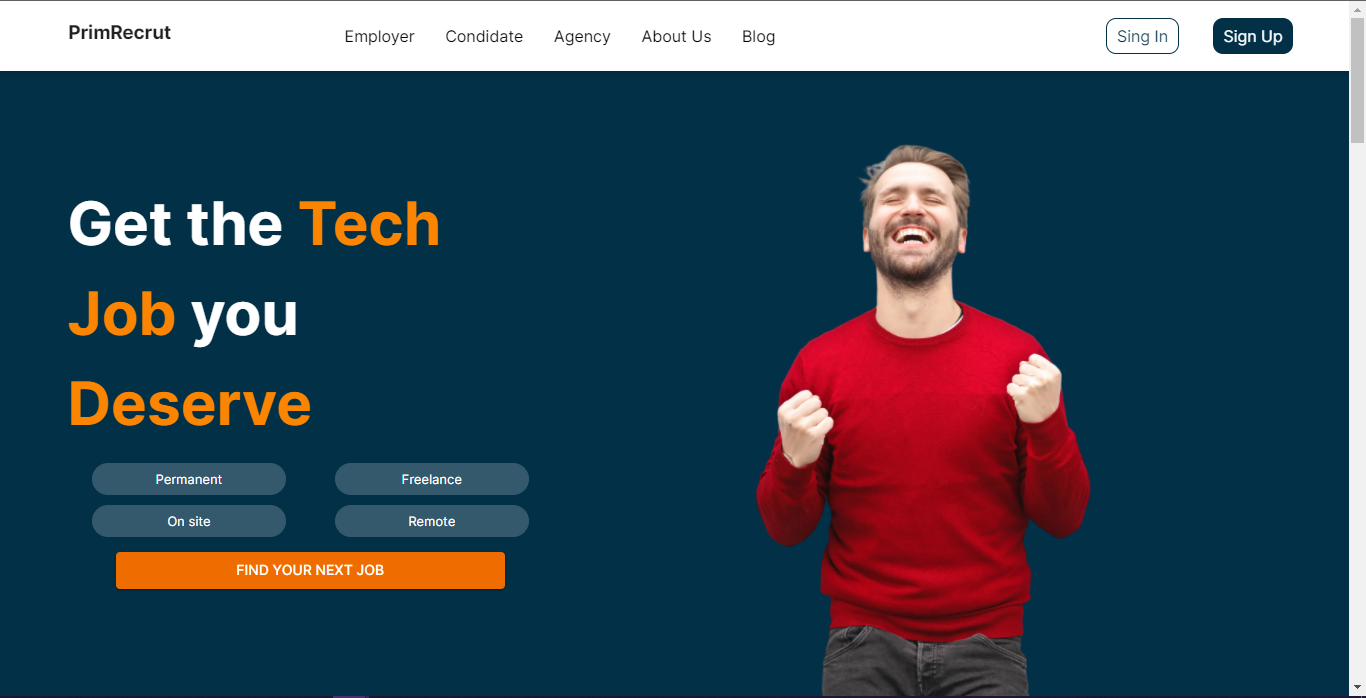 PrimRecrut
Employer Condidate Agency About Us Blog
Sing In
Sign Up
Get the Tech
Job you
Deserve
Permanent Freelance
On site Remote
FIND YOUR NEXT JOB